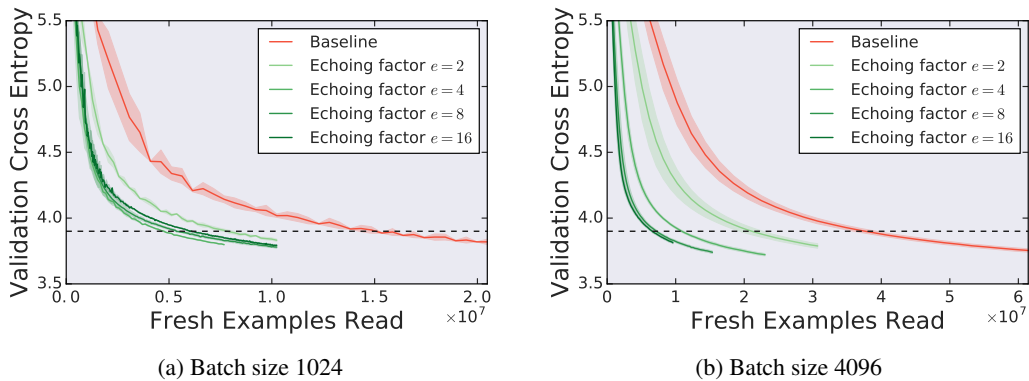 5.5
5.0
4.5
4.0
3.5
Validation Cross Entropy
Baseline
Echoing factor e = 2
Echoing factor e = 4
Echoing factor e = 8
Echoing factor e = 16
0.0 0.5 1.0 1.5 2.0
×10⁷
Fresh Examples Read
(a) Batch size 1024
5.5
5.0
4.5
4.0
3.5
Validation Cross Entropy
Baseline
Echoing factor e = 2
Echoing factor e = 4
Echoing factor e = 8
Echoing factor e = 16
0 1 2 3 4 5 6
×10⁷
Fresh Examples Read
(b) Batch size 4096